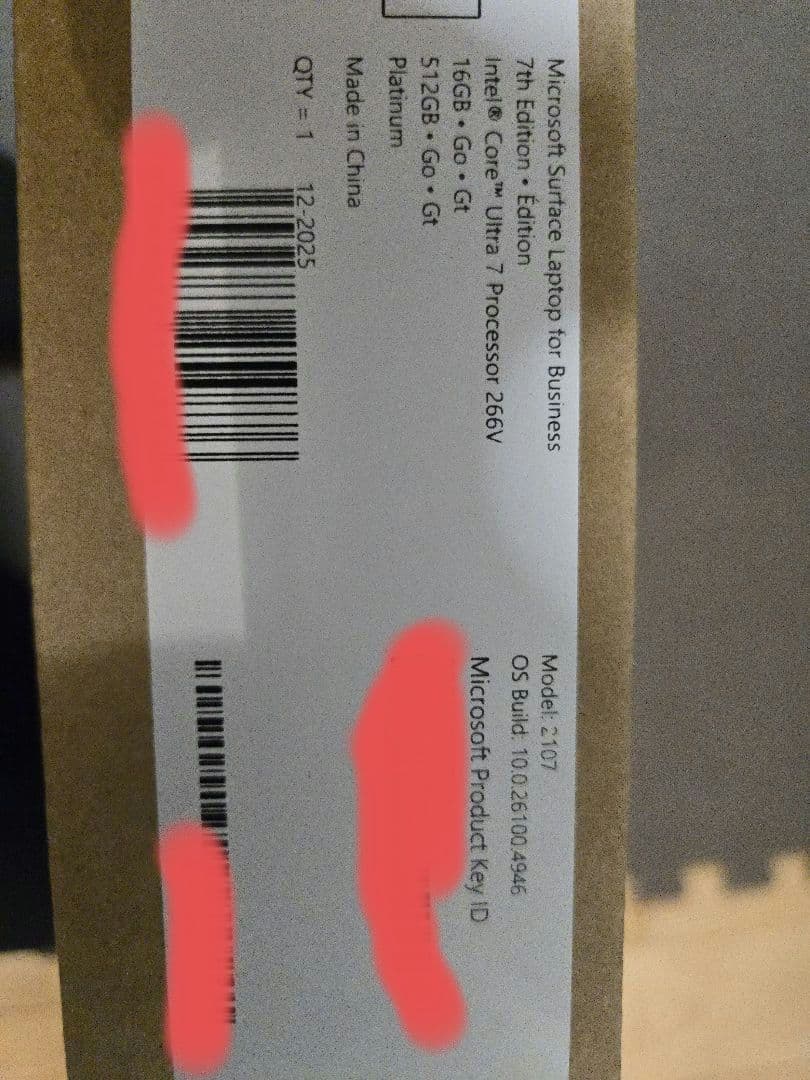 Microsoft Surface Laptop for Business
7th Edition • Édition
Intel® Core™ Ultra 7 Processor 266V
16GB • Go • Gt
512GB • Go • Gt
Platinum
Made in China
QTY = 1 12-2025
Model: 2107
OS Build: 10.0.26100.4946
Microsoft Product Key ID